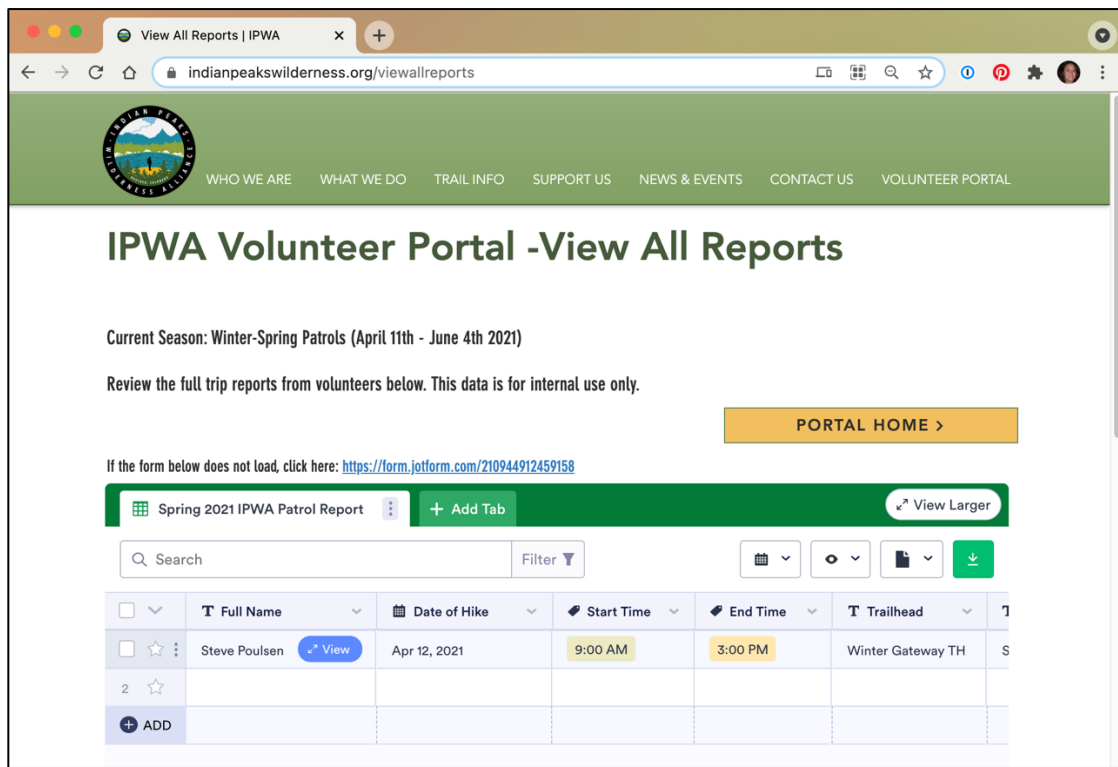 View All Reports | IPWA
indianpeakswilderness.org/viewallreports
INDIAN PEAKS WILDERNESS ALLIANCE
WHO WE ARE WHAT WE DO TRAIL INFO SUPPORT US NEWS & EVENTS CONTACT US VOLUNTEER PORTAL
IPWA Volunteer Portal -View All Reports
Current Season: Winter-Spring Patrols (April 11th - June 4th 2021)
Review the full trip reports from volunteers below. This data is for internal use only.
PORTAL HOME >
If the form below does not load, click here: https://form.jotform.com/210944912459158
Spring 2021 IPWA Patrol Report + Add Tab View Larger
Search Filter
T Full Name Date of Hike Start Time End Time T Trailhead T
Steve Poulsen View Apr 12, 2021 9:00 AM 3:00 PM Winter Gateway TH S
2
+ ADD